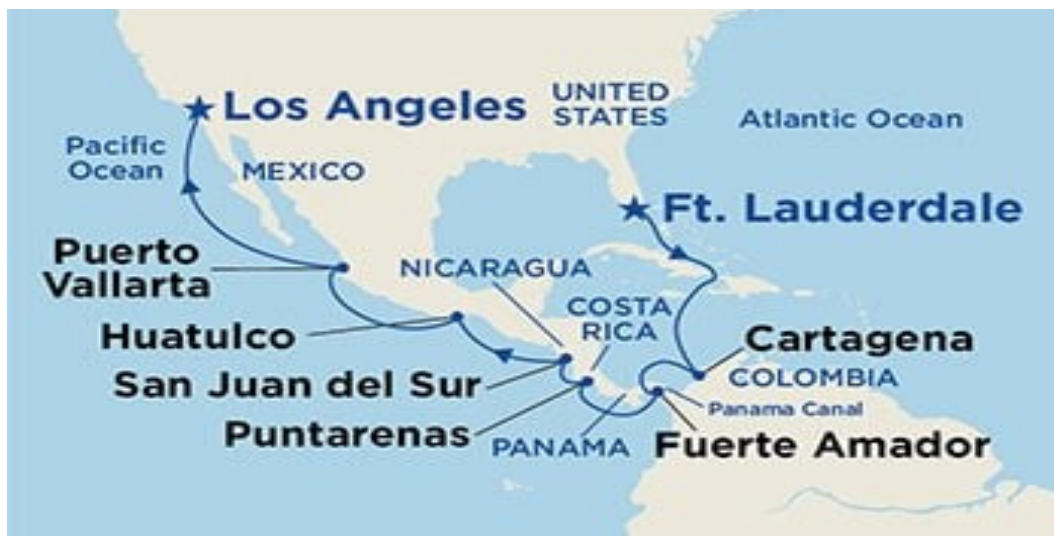 Los Angeles
UNITED
STATES
Atlantic Ocean
Pacific
Ocean
MEXICO
Ft. Lauderdale
Puerto
Vallarta
NICARAGUA
COSTA
RICA
Huatulco
Cartagena
San Juan del Sur
COLOMBIA
Panama Canal
Puntarenas
PANAMA
Fuerte Amador